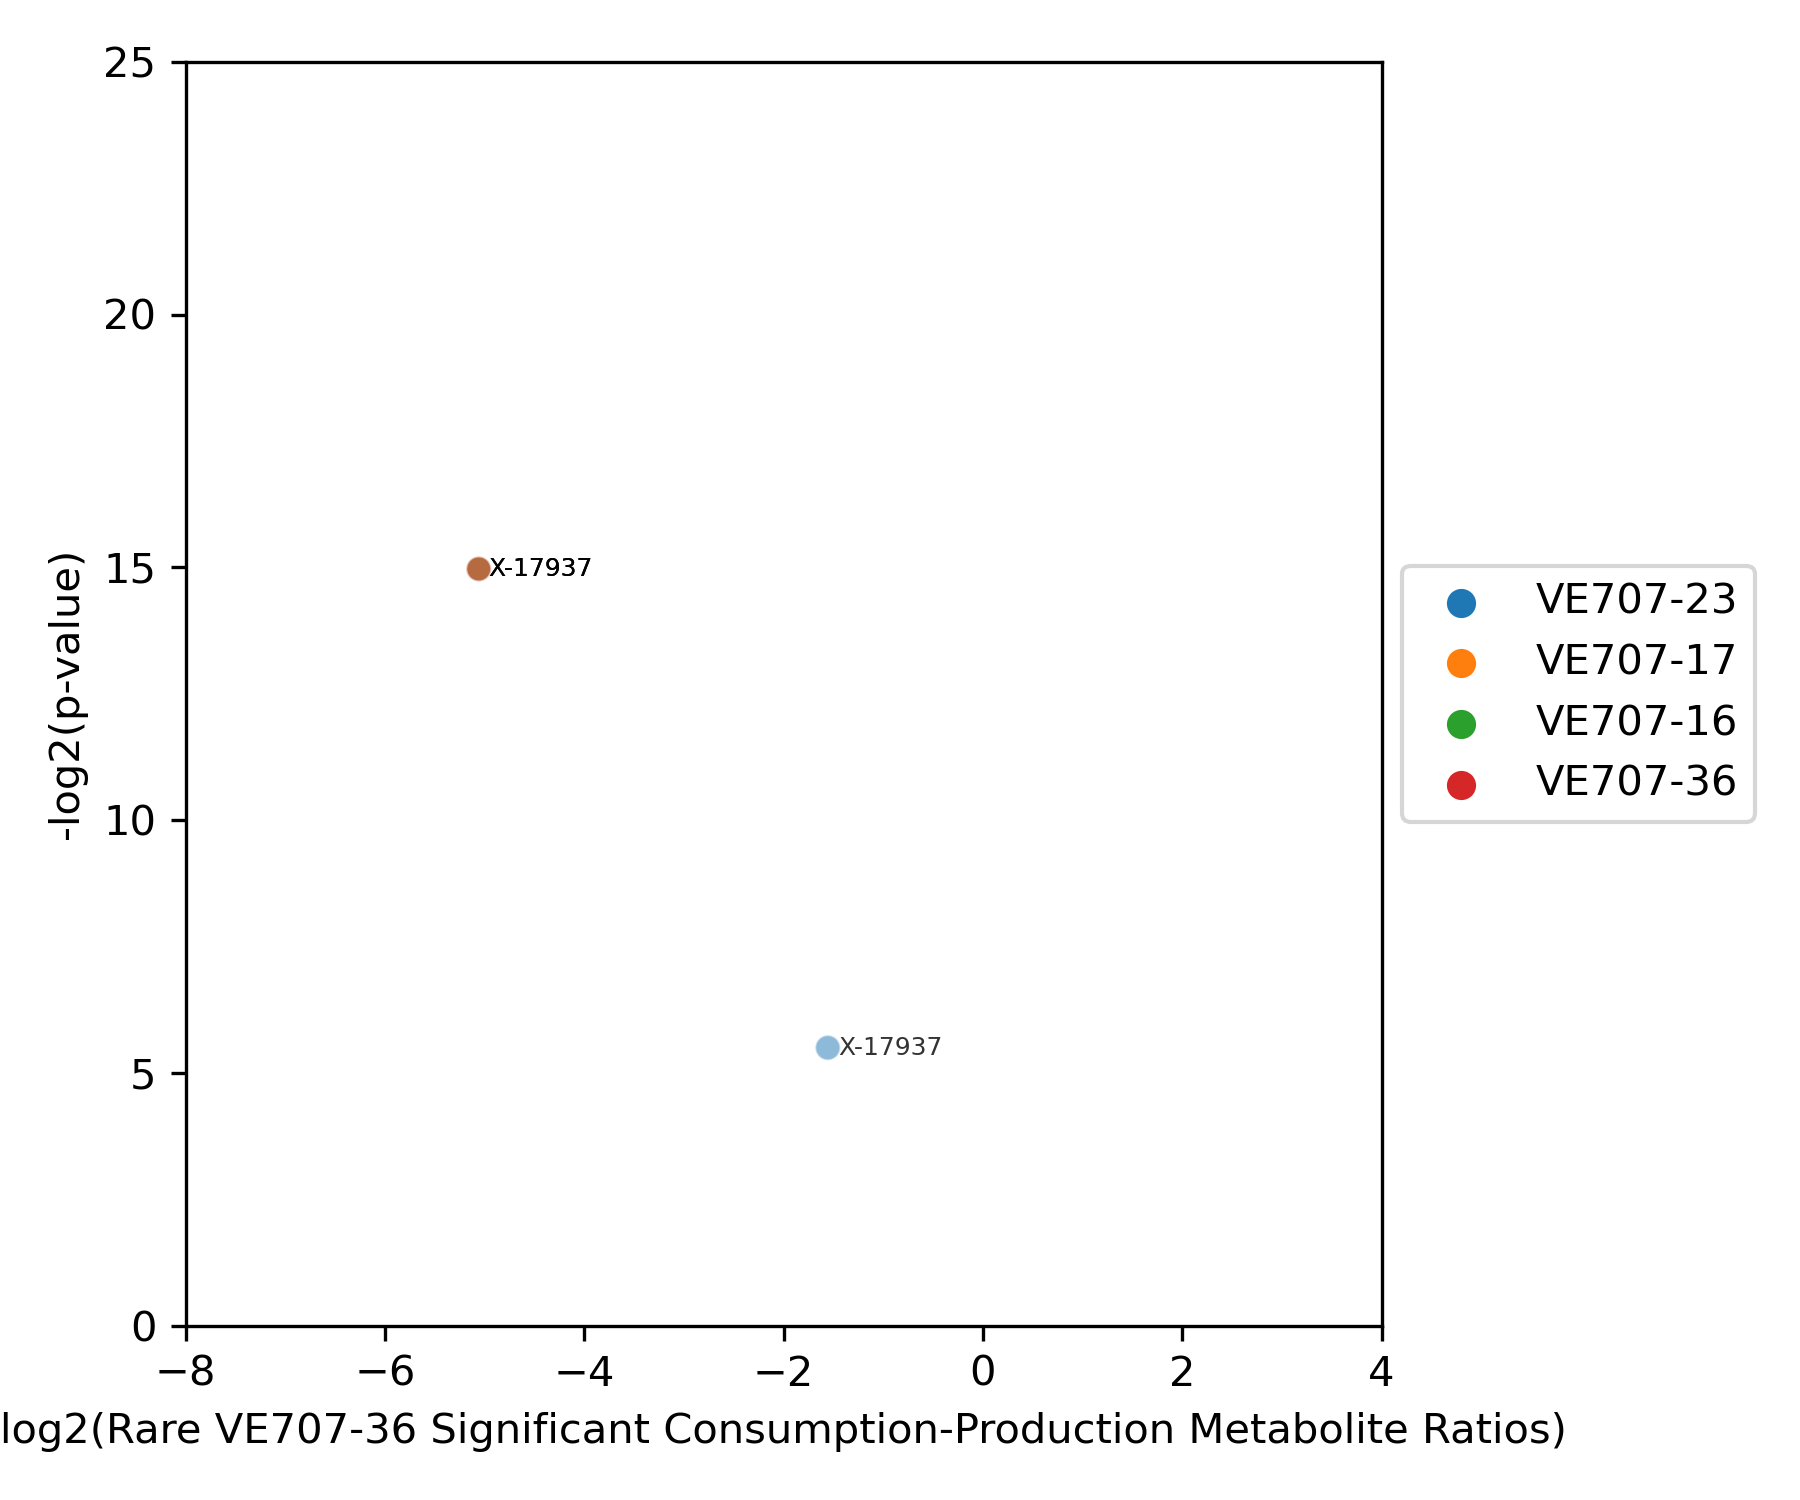 25
20
15
10
5
0
-log2(p-value)
X-17937
X-17937
VE707-23
VE707-17
VE707-16
VE707-36
−8
−6
−4
−2
0
2
4
log2(Rare VE707-36 Significant Consumption-Production Metabolite Ratios)